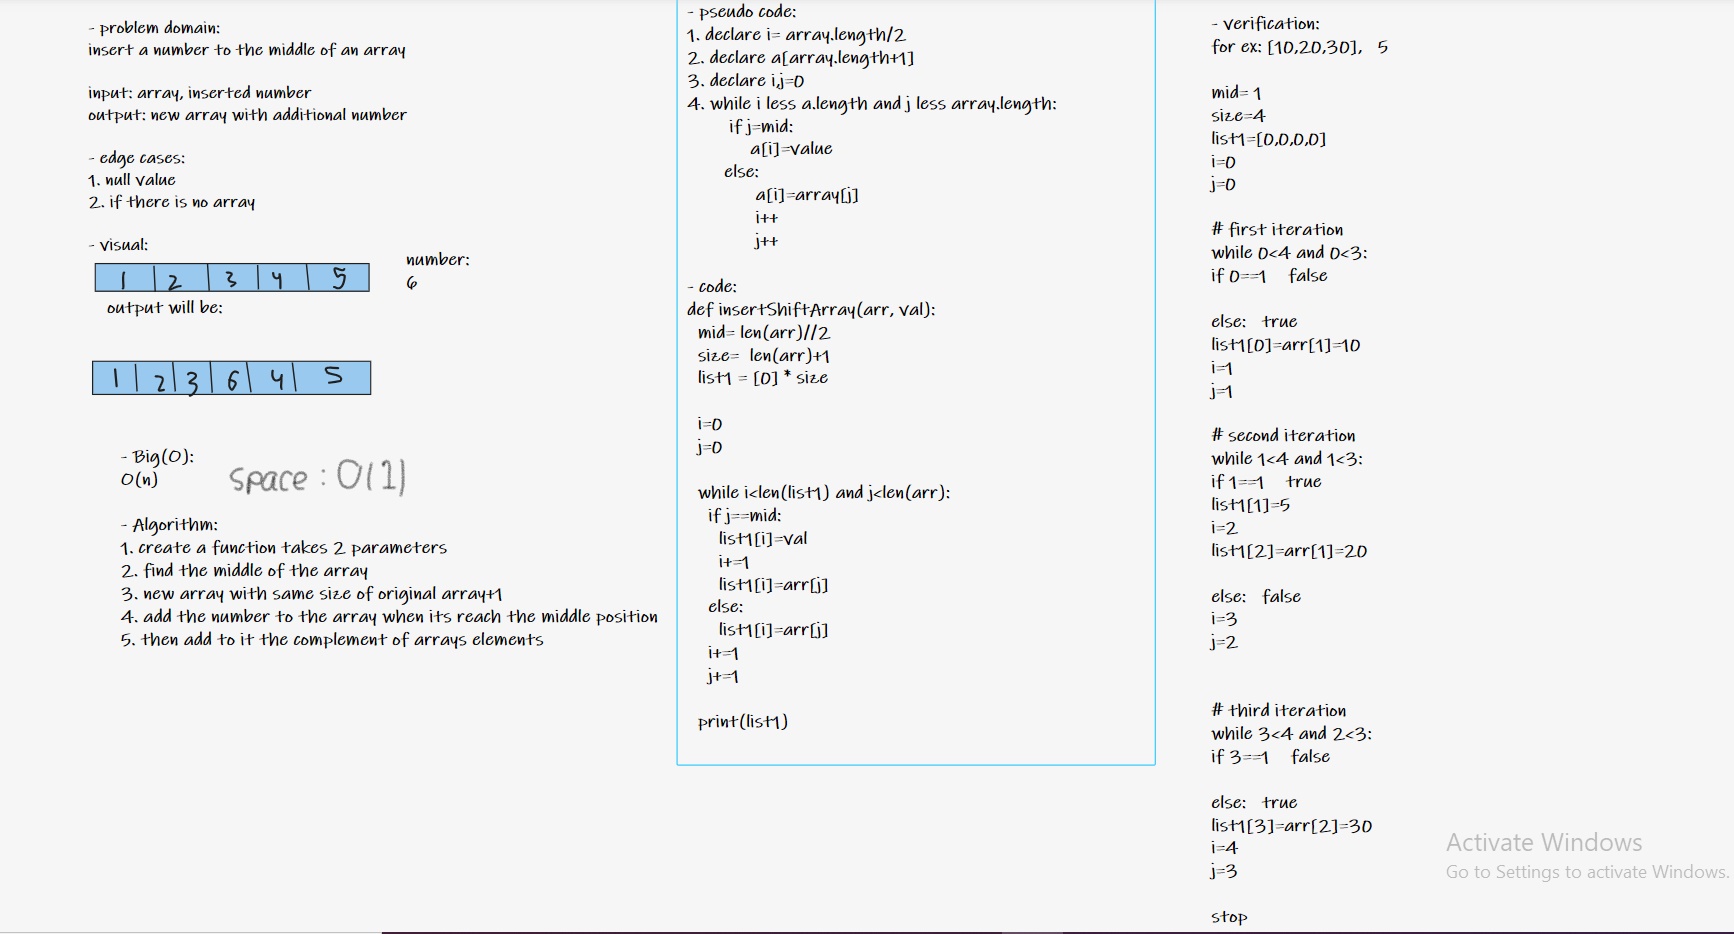 - problem domain:
insert a number to the middle of an array
input: array, inserted number
output: new array with additional number
- edge cases:
1. null value
2. if there is no array
- visual:
number:
6
1 2 3 4 5
output will be:
1 2 3 6 4 5
- Big(O):
O(n)
space : O(1)
- Algorithm:
1. create a function takes 2 parameters
2. find the middle of the array
3. new array with same size of original array+1
4. add the number to the array when its reach the middle position
5. then add to it the complement of arrays elements
- pseudo code:
1. declare i= array.length/2
2. declare a[array.length+1]
3. declare i,j=0
4. while i less a.length and j less array.length:
if j=mid:
a[i]=value
else:
a[i]=array[j]
i++
j++
- code:
def insertShiftArray(arr, val):
mid= len(arr)//2
size= len(arr)+1
list1 = [0] * size
i=0
j=0
while i<len(list1) and j<len(arr):
if j==mid:
list1[i]=val
i+=1
list1[i]=arr[j]
else:
list1[i]=arr[j]
i+=1
j+=1
print(list1)
- verification:
for ex: [10,20,30], 5
mid= 1
size=4
list1=[0,0,0,0]
i=0
j=0
# first iteration
while 0<4 and 0<3:
if 0==1 false
else: true
list1[0]=arr[1]=10
i=1
j=1
# second iteration
while 1<4 and 1<3:
if 1==1 true
list1[1]=5
i=2
list1[2]=arr[1]=20
else: false
i=3
j=2
# third iteration
while 3<4 and 2<3:
if 3==1 false
else: true
list1[3]=arr[2]=30
i=4
j=3
stop
Activate Windows
Go to Settings to activate Windows.